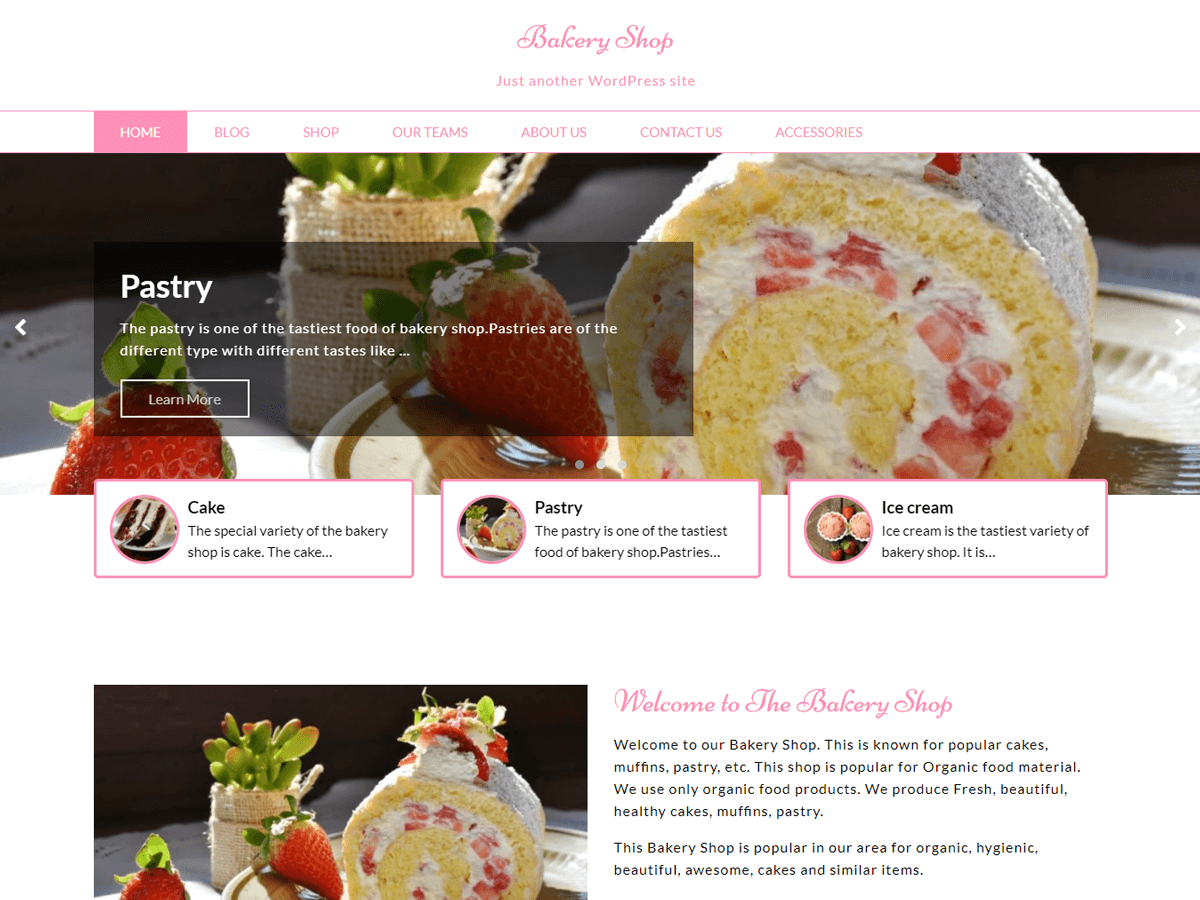 Bakery Shop
Just another WordPress site
HOME BLOG SHOP OUR TEAMS ABOUT US CONTACT US ACCESSORIES
Pastry
The pastry is one of the tastiest food of bakery shop.Pastries are of the
different type with different tastes like ...
Learn More
Cake
The special variety of the bakery
shop is cake. The cake...
Pastry
The pastry is one of the tastiest
food of bakery shop.Pastries...
Ice cream
Ice cream is the tastiest variety of
bakery shop. It is...
Welcome to The Bakery Shop
Welcome to our Bakery Shop. This is known for popular cakes,
muffins, pastry, etc. This shop is popular for Organic food material.
We use only organic food products. We produce Fresh, beautiful,
healthy cakes, muffins, pastry.
This Bakery Shop is popular in our area for organic, hygienic,
beautiful, awesome, cakes and similar items.